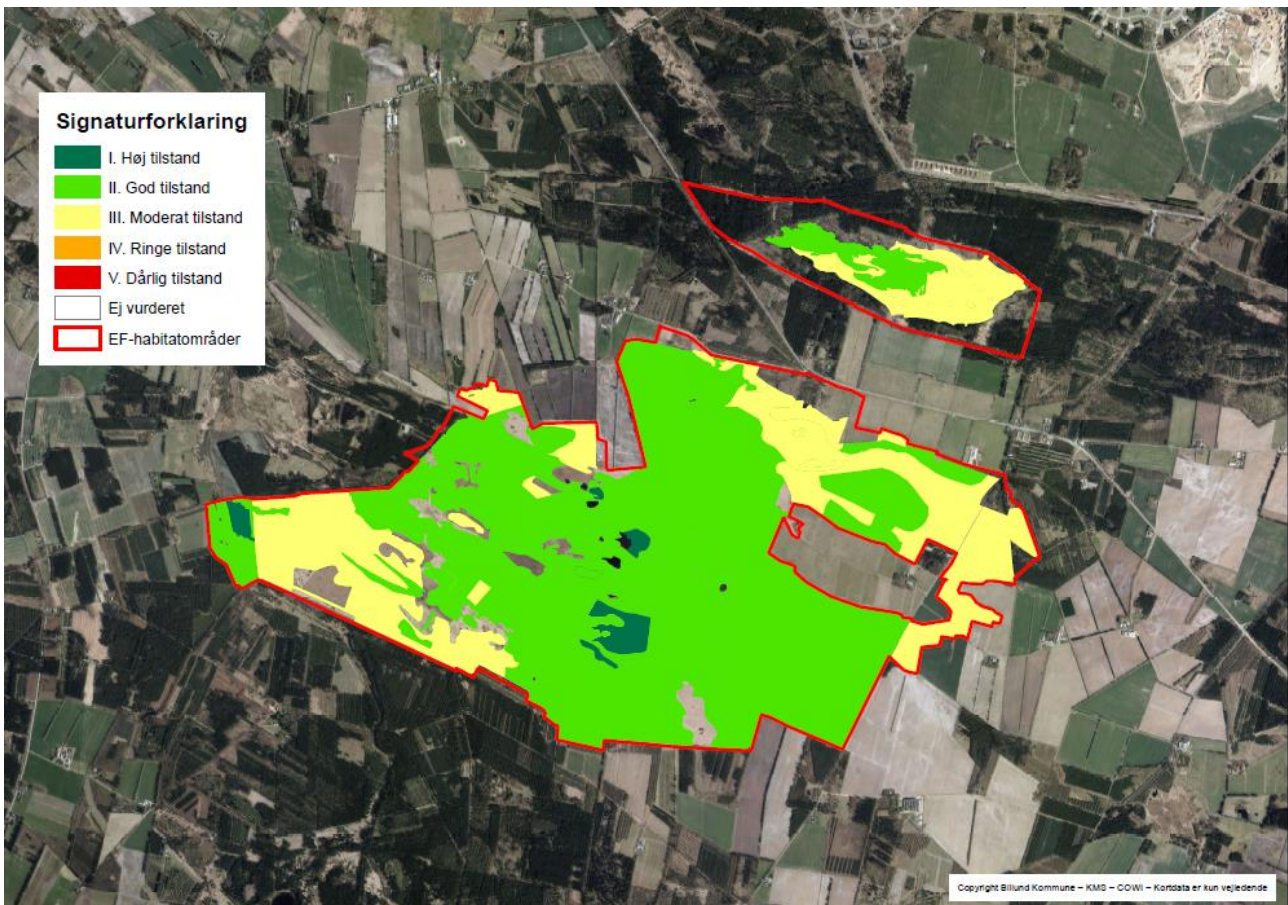 Signaturforklaring
I. Høj tilstand
II. God tilstand
III. Moderat tilstand
IV. Ringe tilstand
V. Dårlig tilstand
Ej vurderet
EF-habitatområder
Copyright Billund Kommune – KMS – COWI – Kortdata er kun vejledende